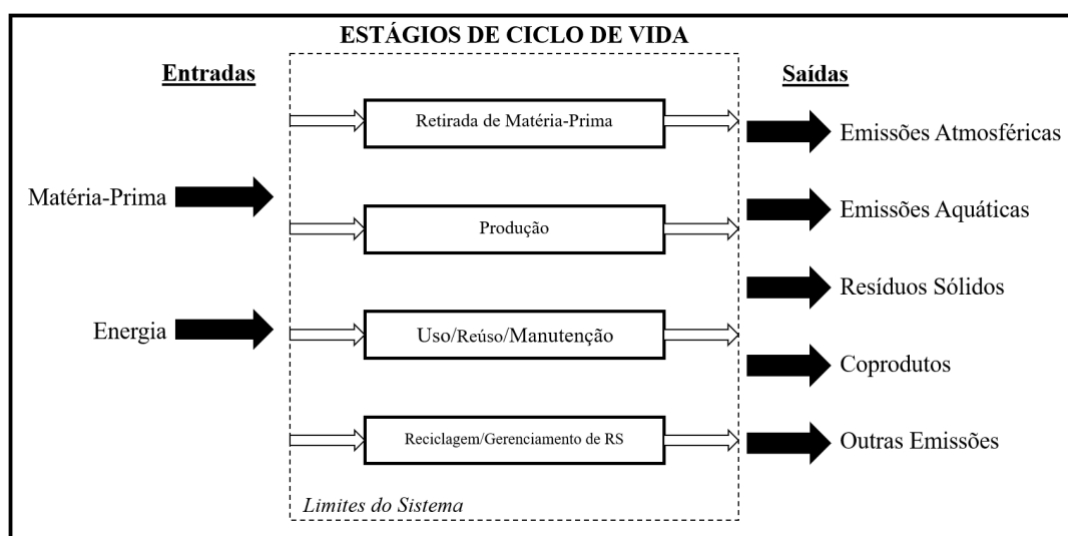 ESTÁGIOS DE CICLO DE VIDA
Entradas
Saídas
Retirada de Matéria-Prima
Emissões Atmosféricas
Matéria-Prima
Produção
Emissões Aquáticas
Resíduos Sólidos
Energia
Uso/Reúso/Manutenção
Coprodutos
Reciclagem/Gerenciamento de RS
Outras Emissões
Limites do Sistema